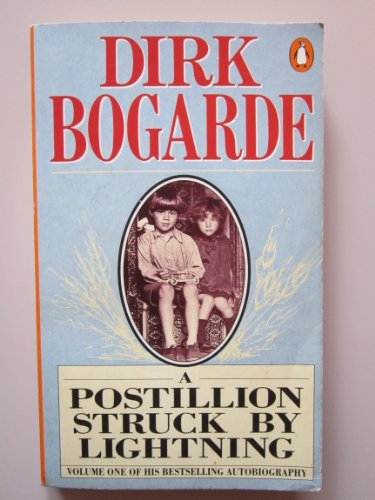 DIRK
BOGARDE
A
POSTILLION
STRUCK BY
LIGHTNING
VOLUME ONE OF HIS BESTSELLING AUTOBIOGRAPHY